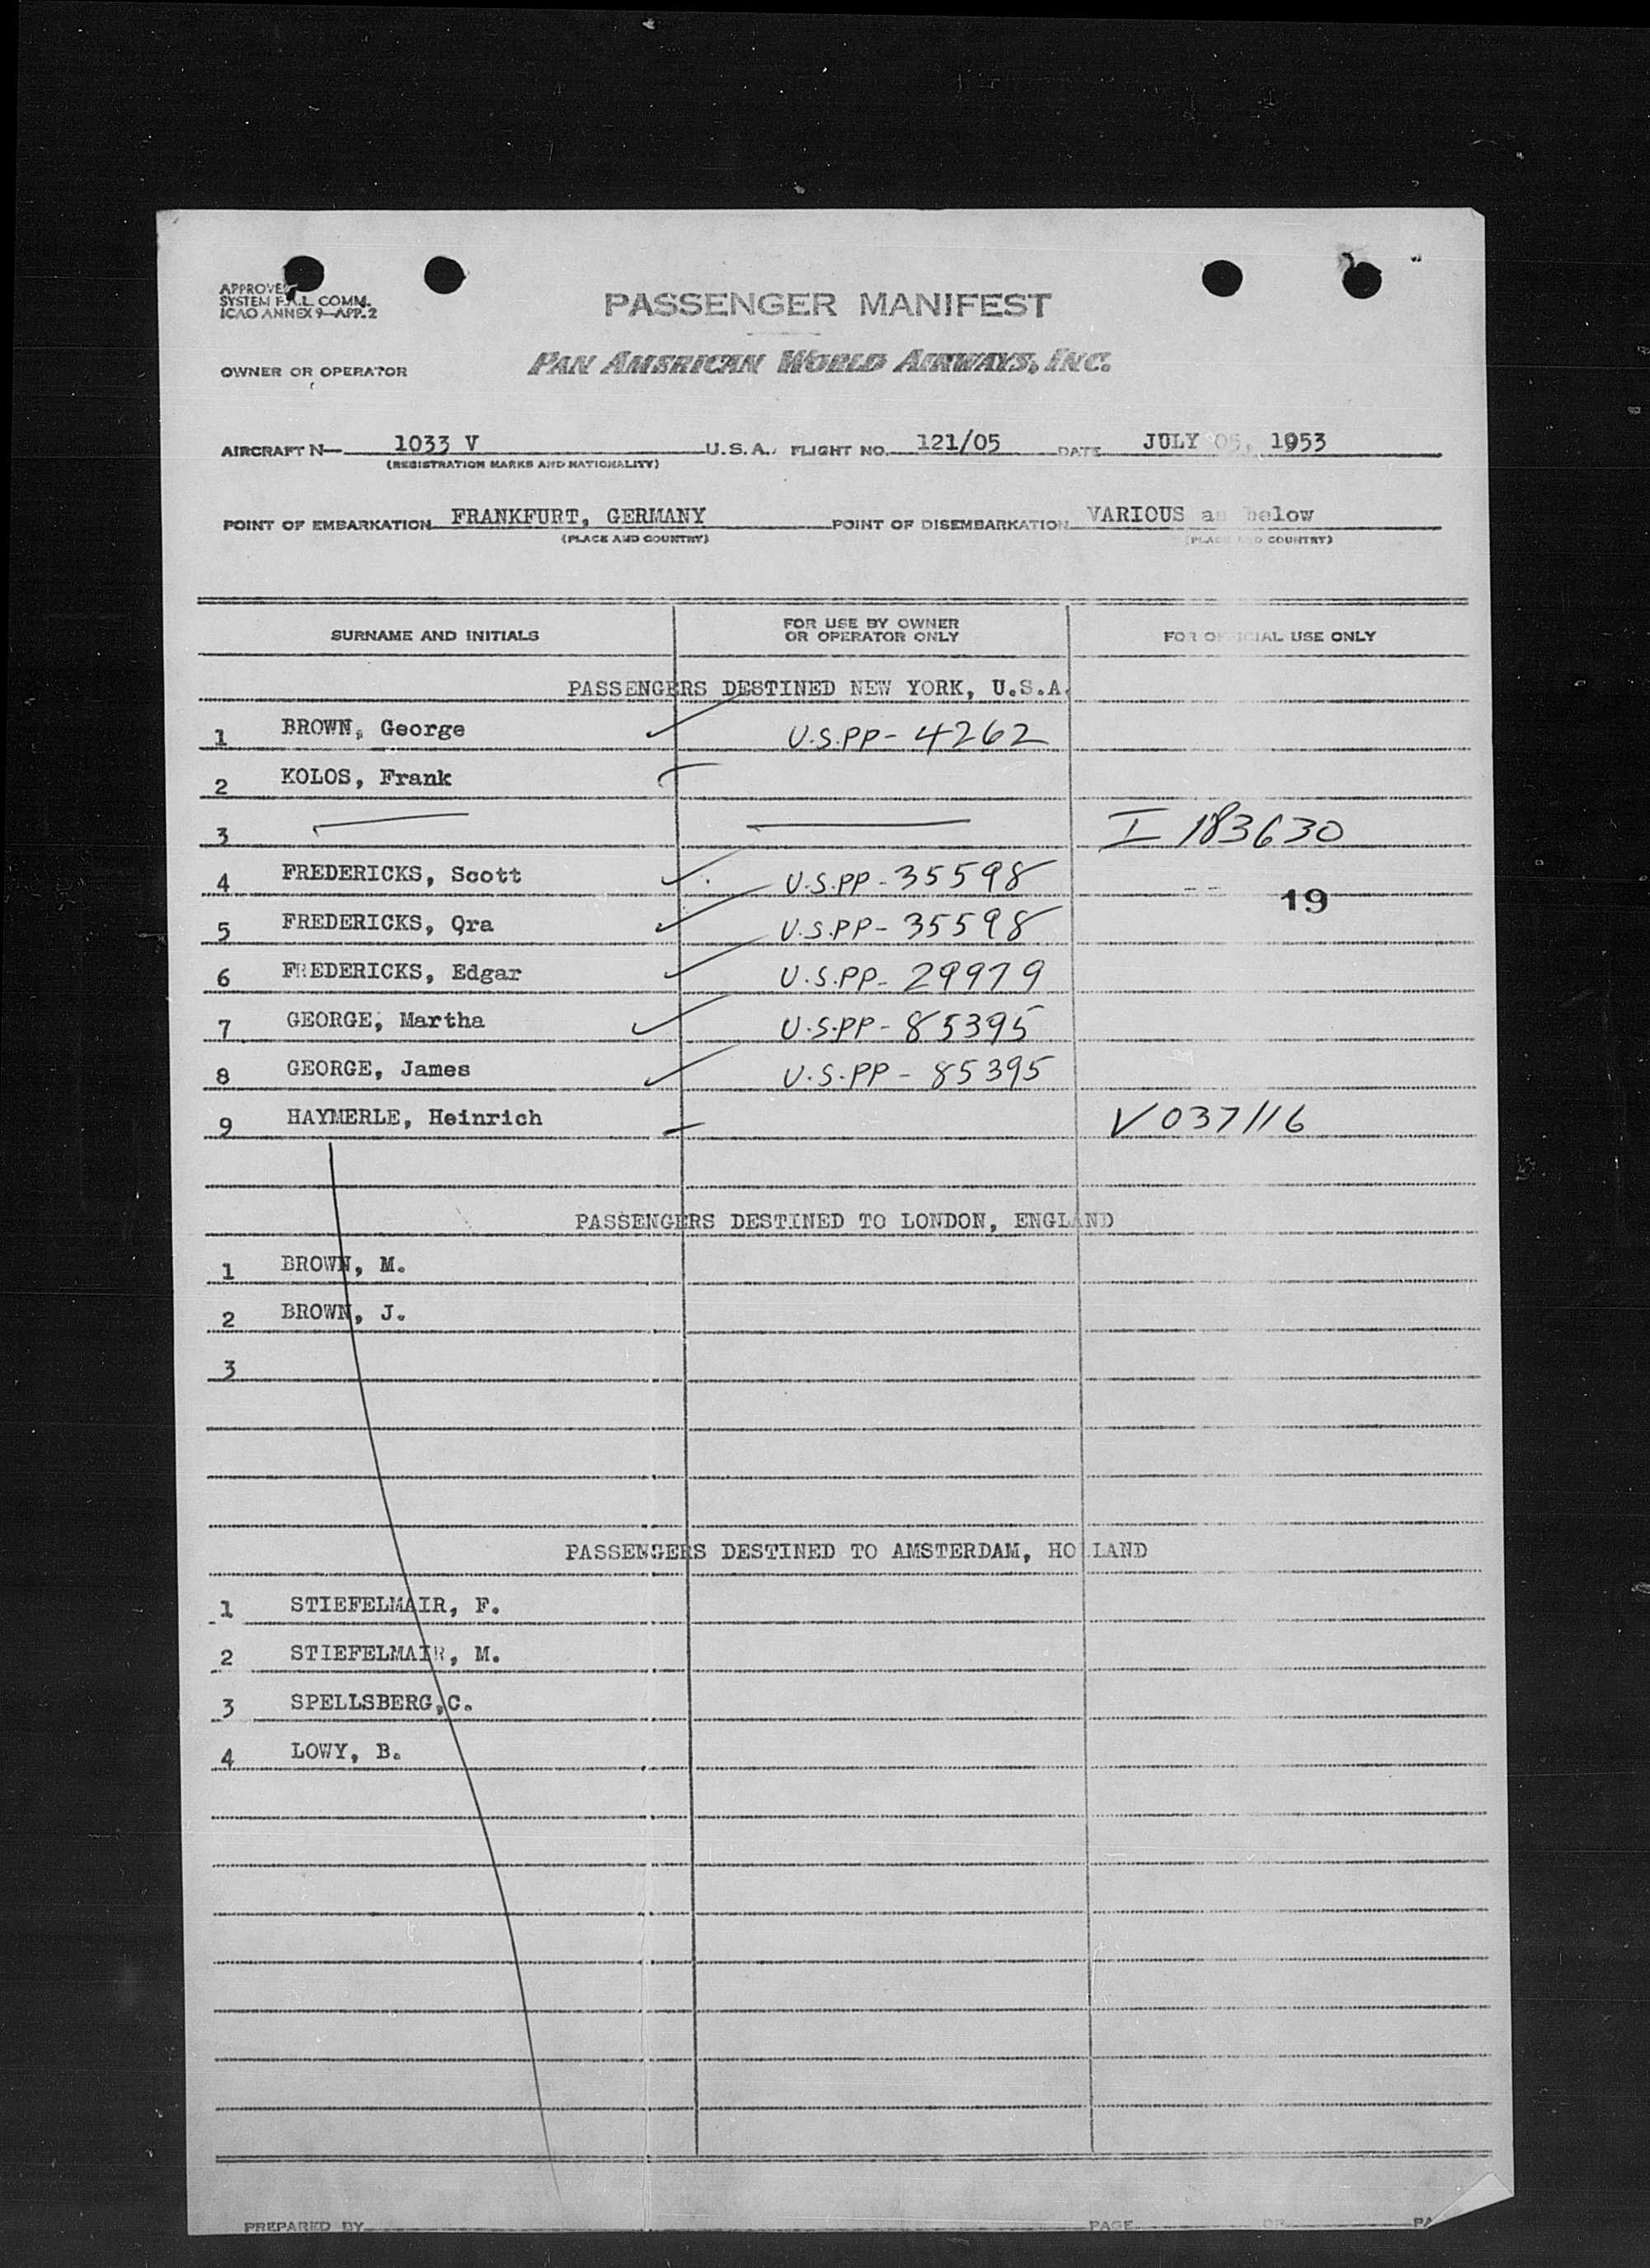 APPROVED
SYSTEM F.A.L. COMM.
ICAO ANNEX 9—APP. 2
PASSENGER MANIFEST
OWNER OR OPERATOR PAN AMERICAN WORLD AIRWAYS, INC.
AIRCRAFT N— 1033 V U.S.A. FLIGHT NO. 121/05 DATE JULY 05, 1953
(REGISTRATION MARKS AND NATIONALITY)
POINT OF EMBARKATION FRANKFURT, GERMANY POINT OF DISEMBARKATION VARIOUS as below
(PLACE AND COUNTRY) (PLACE AND COUNTRY)
SURNAME AND INITIALS FOR USE BY OWNER OR OPERATOR ONLY FOR OFFICIAL USE ONLY
PASSENGERS DESTINED NEW YORK, U.S.A.
1 BROWN, George U.S.PP- 4262
2 KOLOS, Frank
3 I 183630
4 FREDERICKS, Scott U.S.PP- 35598
19
5 FREDERICKS, Qra U.S.PP- 35598
6 FREDERICKS, Edgar U.S.PP- 29979
7 GEORGE, Martha U.S.PP- 85395
8 GEORGE, James U.S.PP- 85395
9 HAYMERLE, Heinrich V 037116
PASSENGERS DESTINED TO LONDON, ENGLAND
1 BROWN, M.
2 BROWN, J.
3
PASSENGERS DESTINED TO AMSTERDAM, HOLLAND
1 STIEFELMAIR, F.
2 STIEFELMAIR, M.
3 SPELLSBERG,C.
4 LOWY, B.
PREPARED BY PAGE OF